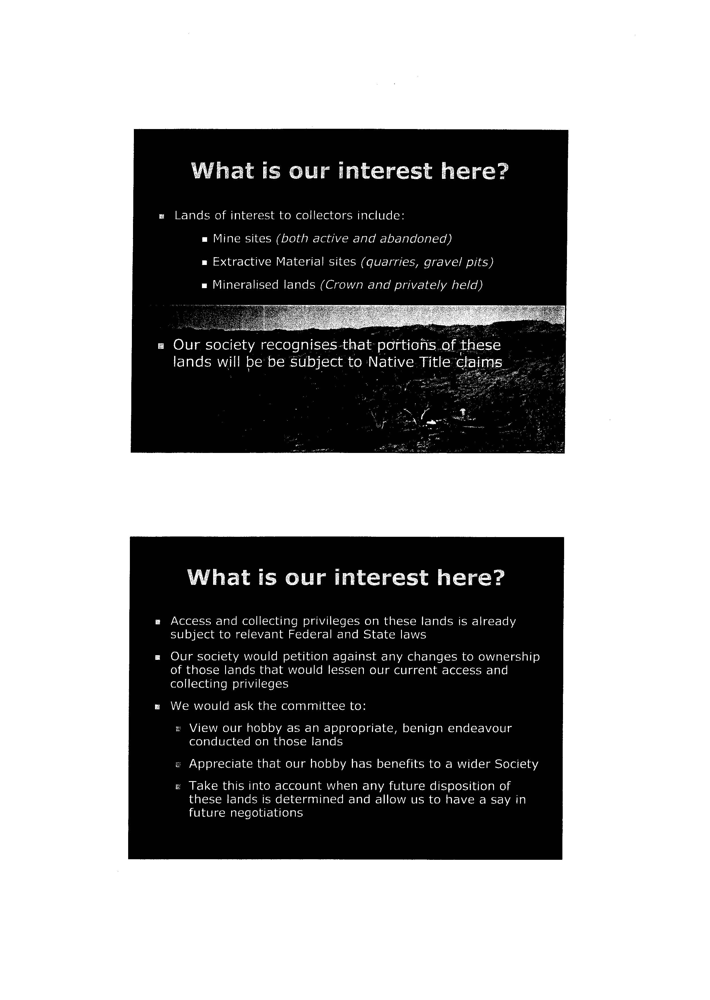 What is our interest here?
Lands of interest to collectors include:
Mine sites (both active and abandoned)
Extractive Material sites (quarries, gravel pits)
Mineralised lands (Crown and privately held)
Our society recognises that portions of these
lands will be be subject to Native Title claims
What is our interest here?
Access and collecting privileges on these lands is already
subject to relevant Federal and State laws
Our society would petition against any changes to ownership
of those lands that would lessen our current access and
collecting privileges
We would ask the committee to:
View our hobby as an appropriate, benign endeavour
conducted on those lands
Appreciate that our hobby has benefits to a wider Society
Take this into account when any future disposition of
these lands is determined and allow us to have a say in
future negotiations